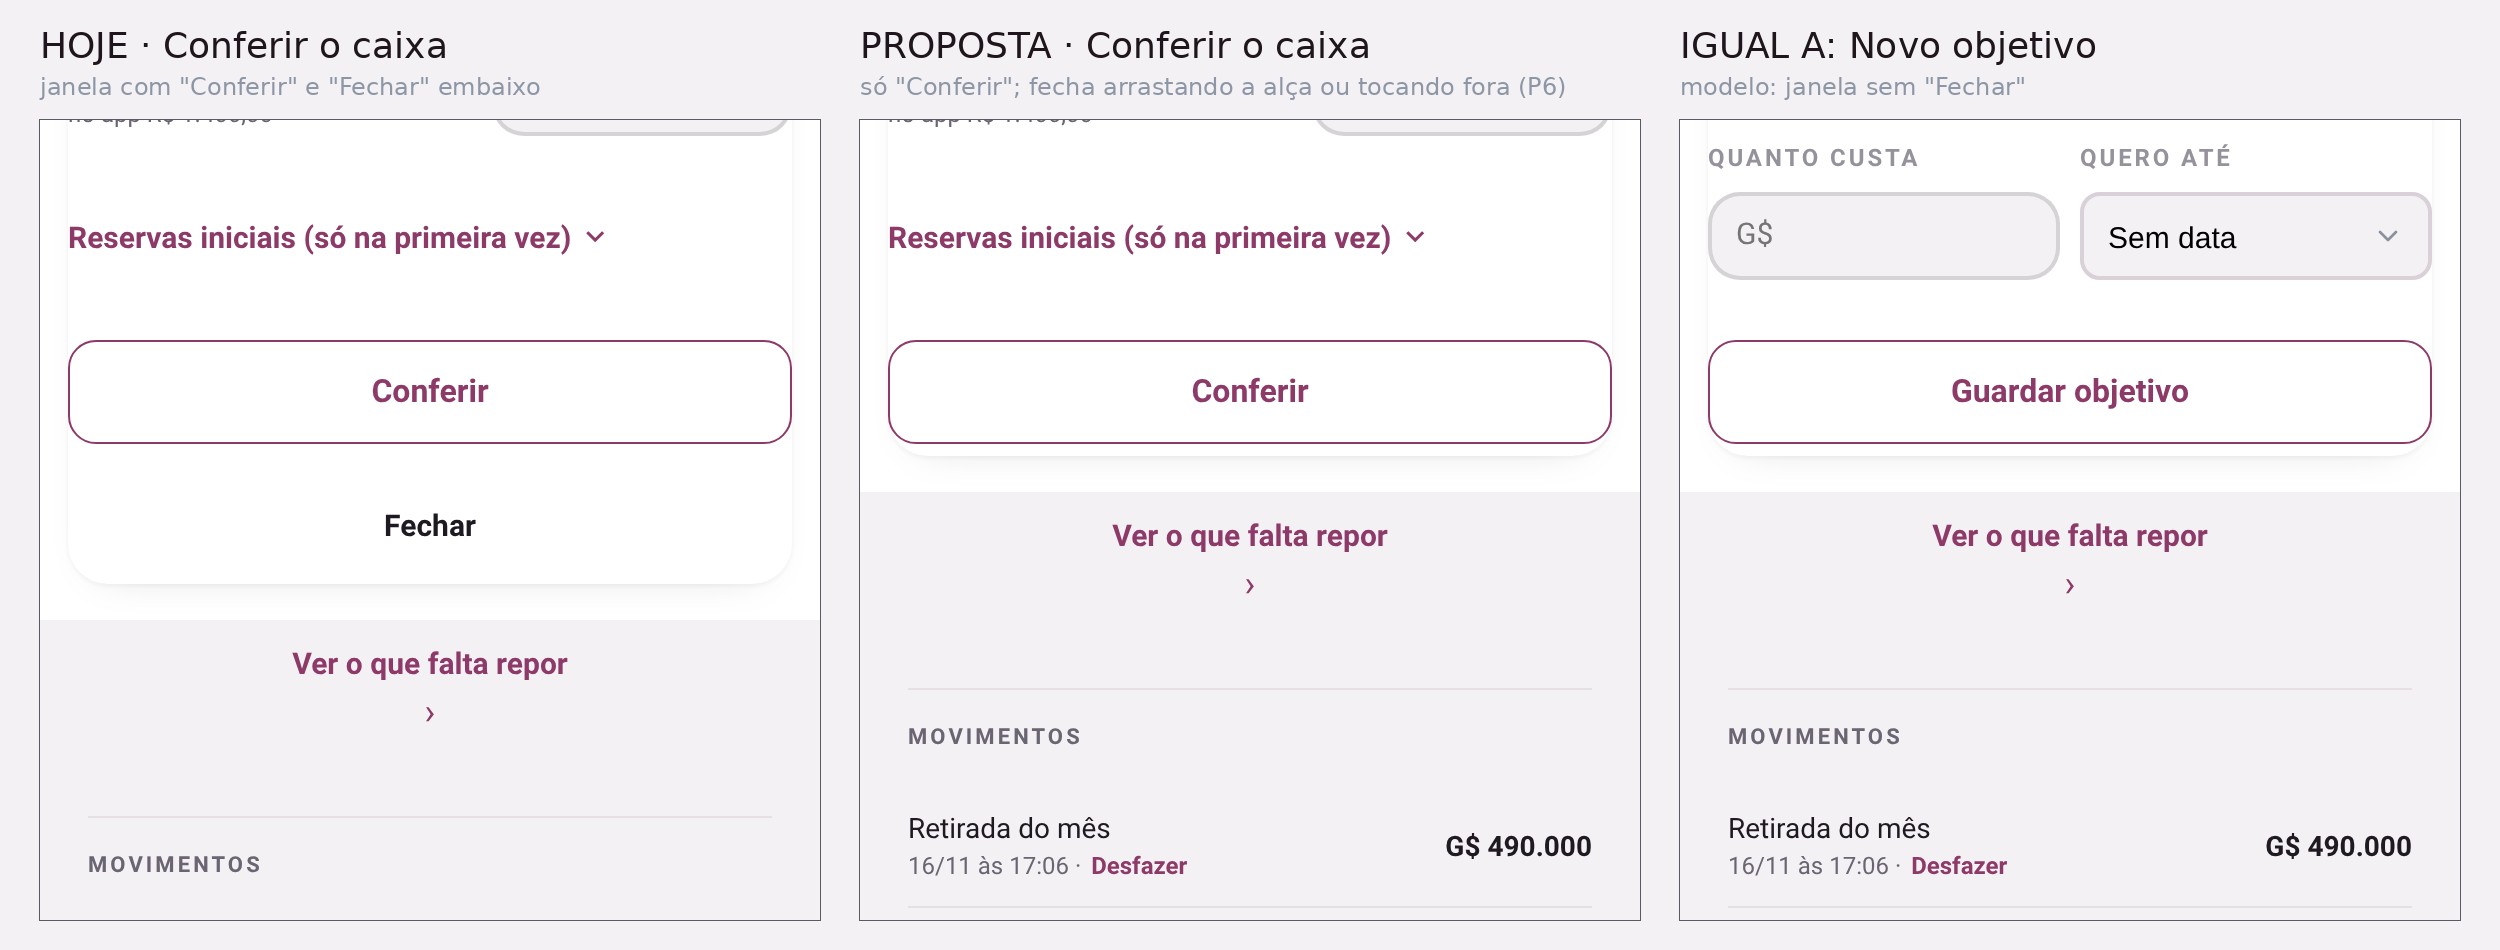 HOJE · Conferir o caixa
janela com "Conferir" e "Fechar" embaixo
Reservas iniciais (só na primeira vez)
Conferir
Fechar
Ver o que falta repor
›
MOVIMENTOS
PROPOSTA · Conferir o caixa
só "Conferir"; fecha arrastando a alça ou tocando fora (P6)
Reservas iniciais (só na primeira vez)
Conferir
Ver o que falta repor
›
MOVIMENTOS
Retirada do mês
16/11 às 17:06 · Desfazer
G$ 490.000
IGUAL A: Novo objetivo
modelo: janela sem "Fechar"
QUANTO CUSTA
QUERO ATÉ
G$
Sem data
Guardar objetivo
Ver o que falta repor
›
MOVIMENTOS
Retirada do mês
16/11 às 17:06 · Desfazer
G$ 490.000